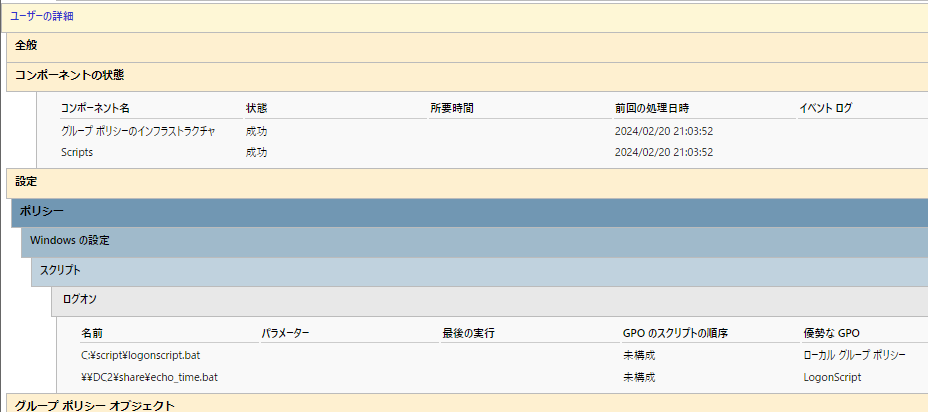 ユーザーの詳細
全般
コンポーネントの状態
コンポーネント名 状態 所要時間 前回の処理日時 イベント ログ
グループ ポリシーのインフラストラクチャ 成功 2024/02/20 21:03:52
Scripts 成功 2024/02/20 21:03:52
設定
ポリシー
Windows の設定
スクリプト
ログオン
名前 パラメーター 最後の実行 GPO のスクリプトの順序 優勢な GPO
C:¥script¥logonscript.bat 未構成 ローカル グループ ポリシー
¥¥DC2¥share¥echo_time.bat 未構成 LogonScript
グループ ポリシー オブジェクト